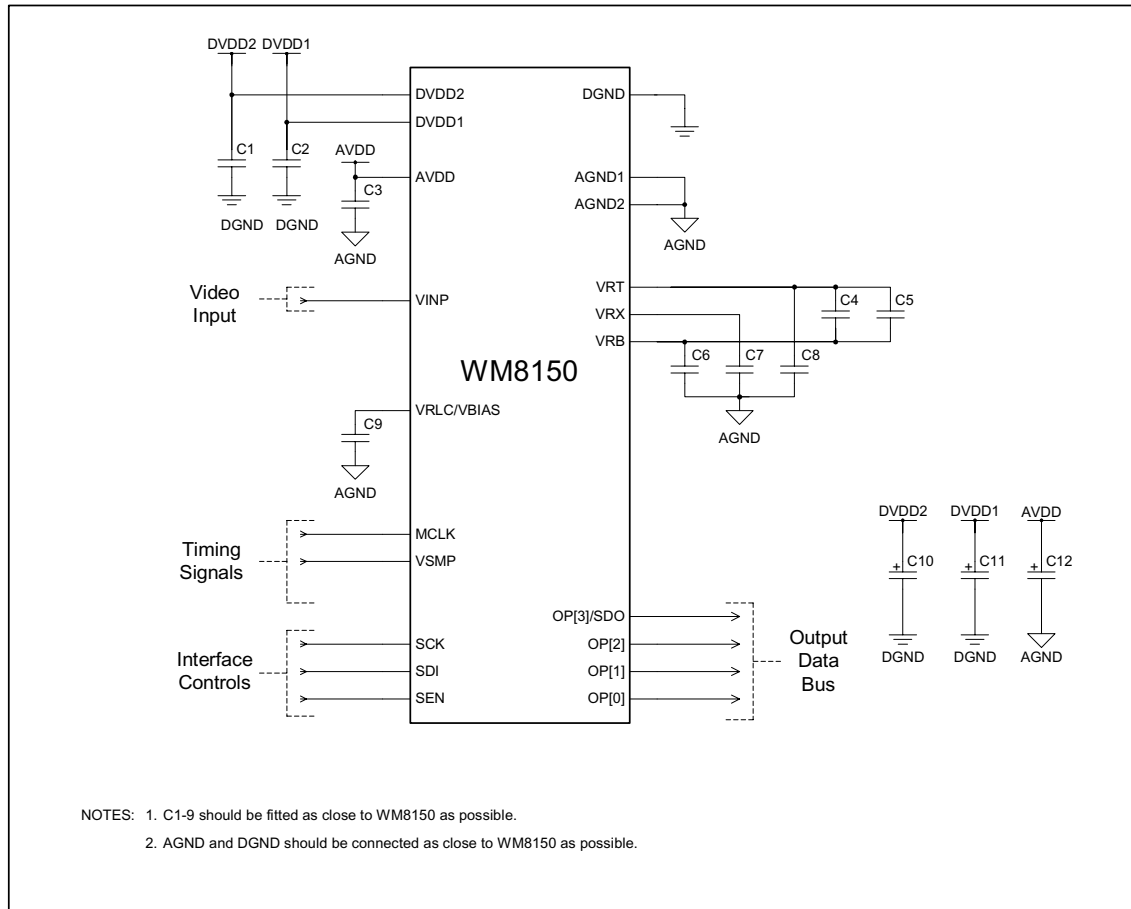 DVDD2 DVDD1
DVDD2
DVDD1
C1
C2
DGND
DGND
AVDD
AVDD
C3
AGND
DGND
AGND1
AGND2
AGND
Video
Input
VINP
VRT
VRX
VRB
C4
C5
C6
C7
C8
AGND
WM8150
VRLC/VBIAS
C9
AGND
Timing
Signals
MCLK
VSMP
Interface
Controls
SCK
SDI
SEN
OP[3]/SDO
OP[2]
OP[1]
OP[0]
Output
Data
Bus
DVDD2
DVDD1
AVDD
+
C10
+
C11
+
C12
DGND
DGND
AGND
NOTES: 1. C1-9 should be fitted as close to WM8150 as possible.
2. AGND and DGND should be connected as close to WM8150 as possible.